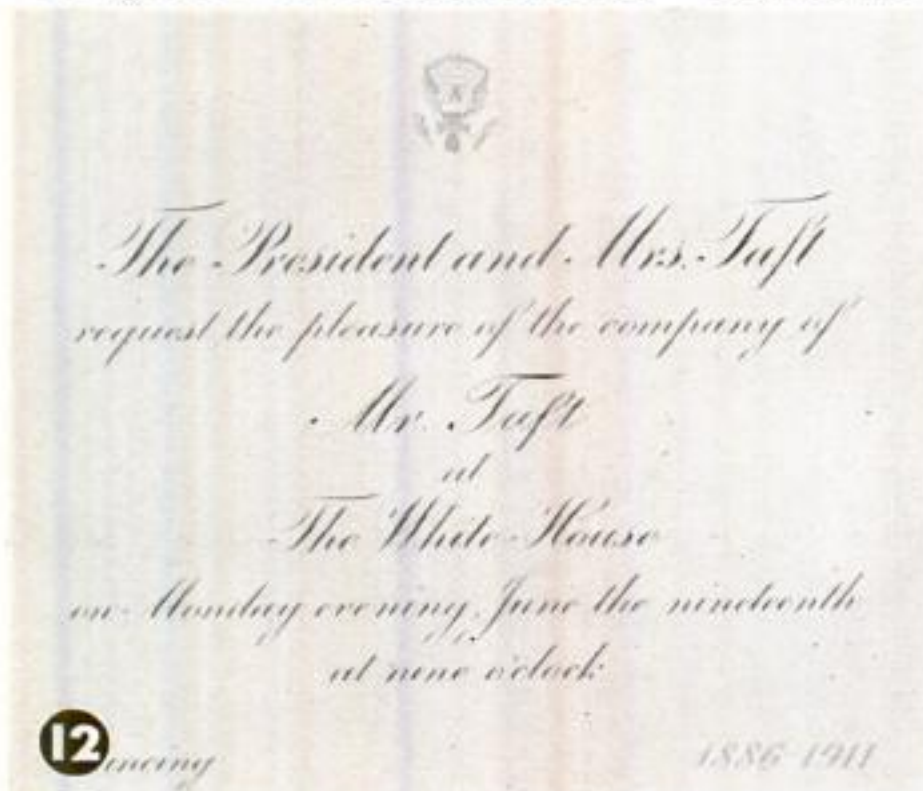 The President and Mrs. Taft
request the pleasure of the company of
Mr. Taft
at
The White House
on Monday evening, June the nineteenth
at nine o'clock
12 ancing
1886-1911